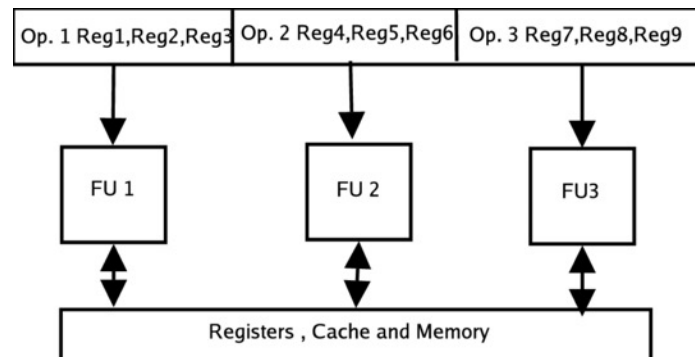 Op. 1 Reg1,Reg2,Reg3
Op. 2 Reg4,Reg5,Reg6
Op. 3 Reg7,Reg8,Reg9
FU 1
FU 2
FU3
Registers , Cache and Memory